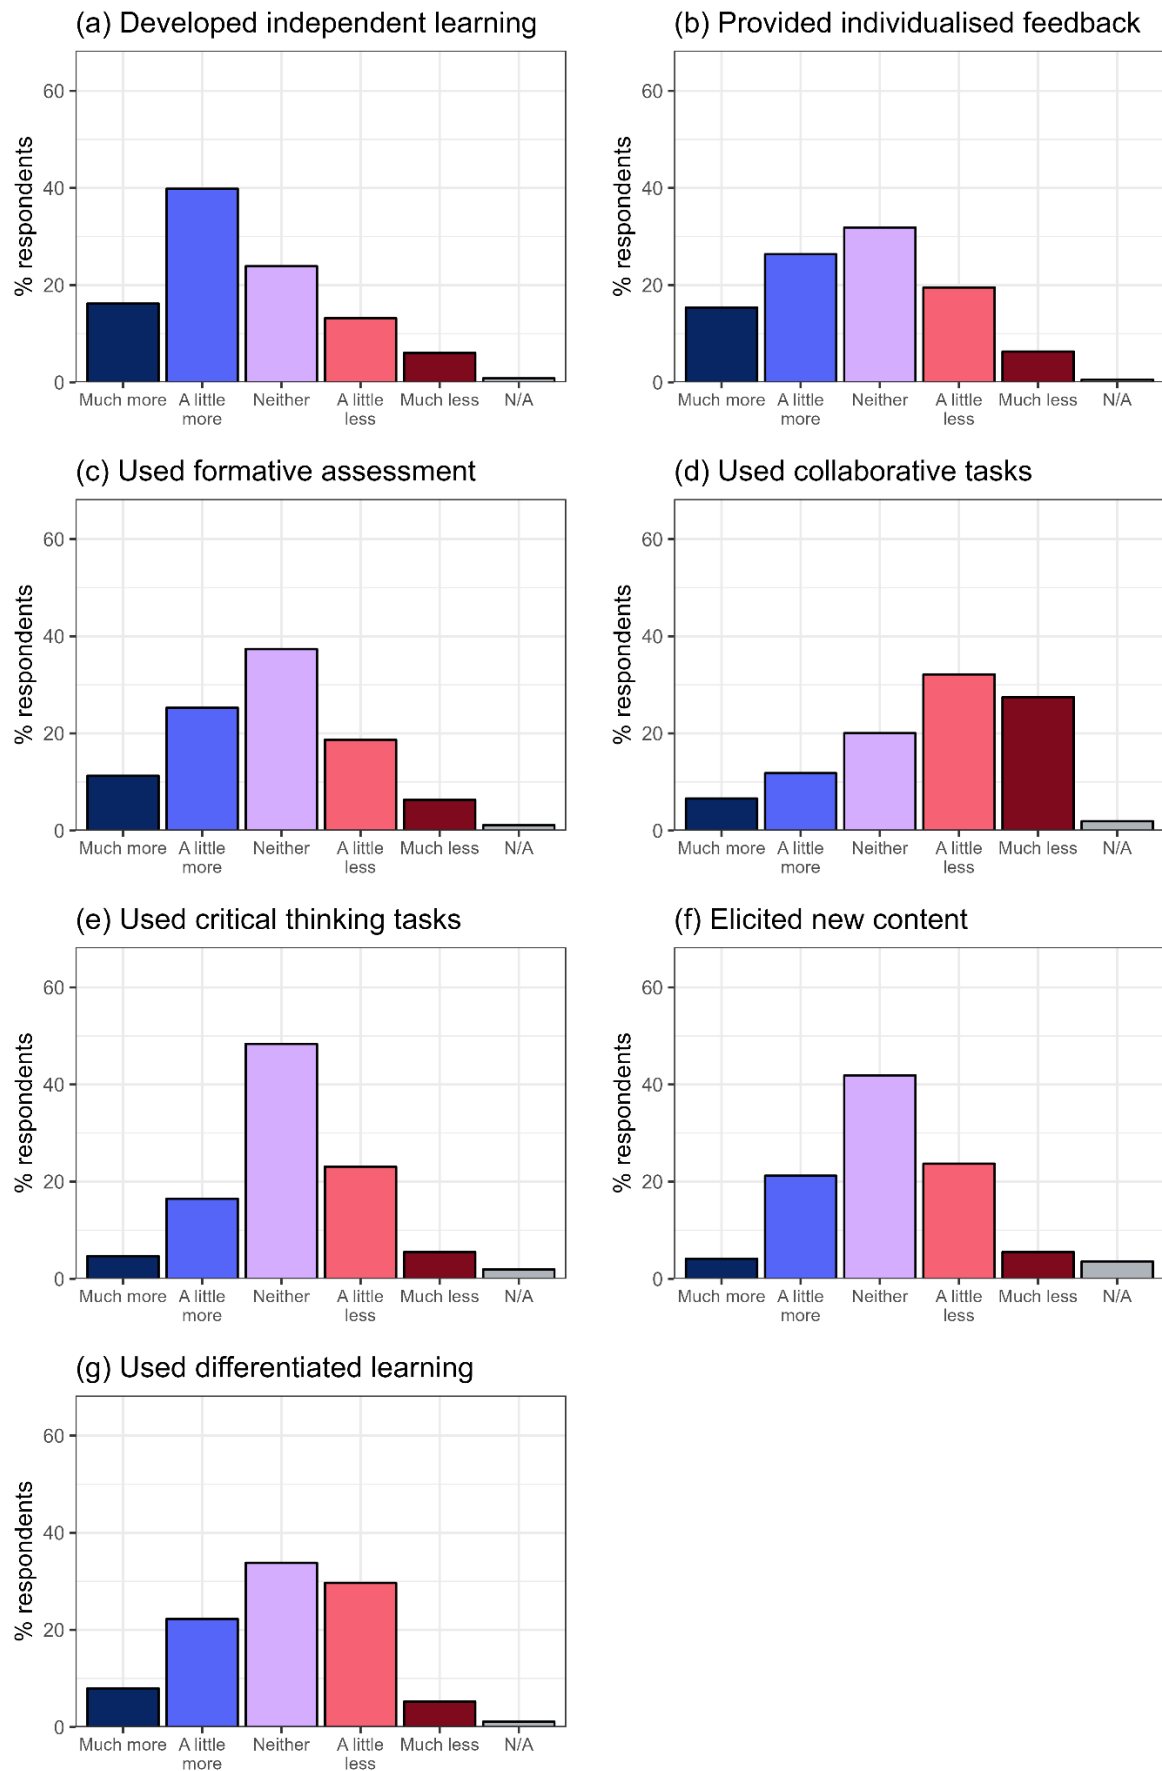 (a) Developed independent learning
% respondents
60
40
20
0
Much more
A little
more
Neither
A little
less
Much less
N/A
(b) Provided individualised feedback
% respondents
60
40
20
0
Much more
A little
more
Neither
A little
less
Much less
N/A
(c) Used formative assessment
% respondents
60
40
20
0
Much more
A little
more
Neither
A little
less
Much less
N/A
(d) Used collaborative tasks
% respondents
60
40
20
0
Much more
A little
more
Neither
A little
less
Much less
N/A
(e) Used critical thinking tasks
% respondents
60
40
20
0
Much more
A little
more
Neither
A little
less
Much less
N/A
(f) Elicited new content
% respondents
60
40
20
0
Much more
A little
more
Neither
A little
less
Much less
N/A
(g) Used differentiated learning
% respondents
60
40
20
0
Much more
A little
more
Neither
A little
less
Much less
N/A